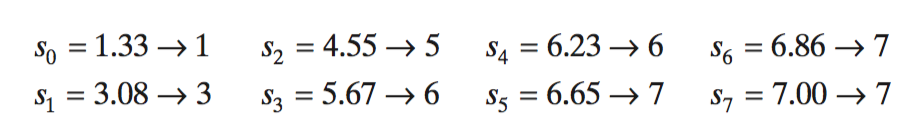 s₀ = 1.33 → 1 s₂ = 4.55 → 5 s₄ = 6.23 → 6 s₆ = 6.86 → 7
s₁ = 3.08 → 3 s₃ = 5.67 → 6 s₅ = 6.65 → 7 s₇ = 7.00 → 7